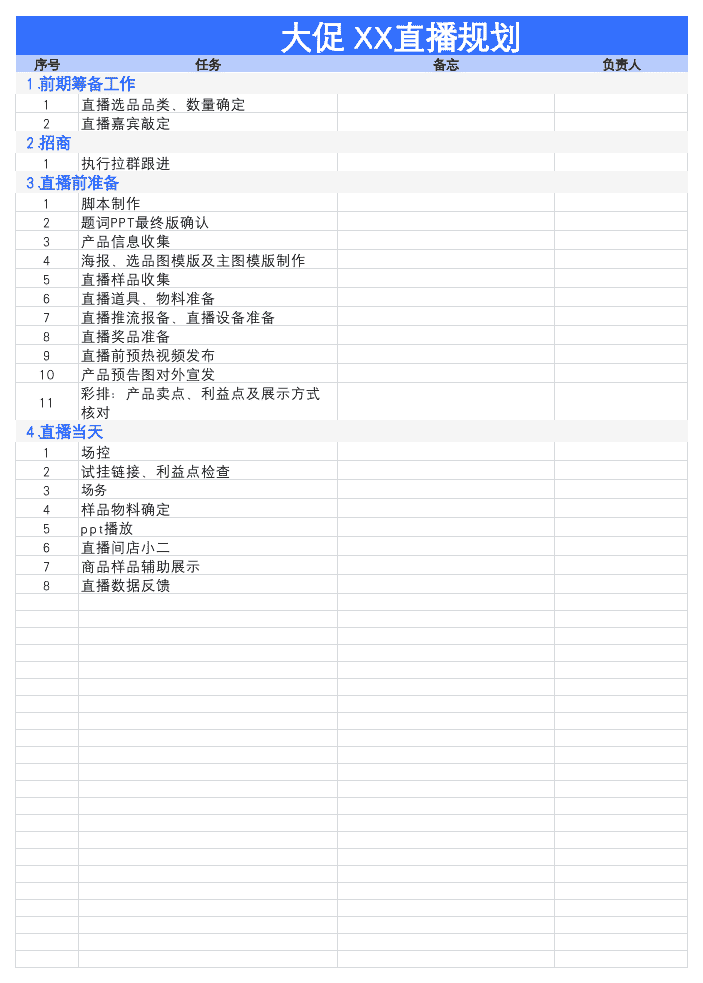 大促 XX直播规划
序号 任务 备忘 负责人
1.前期筹备工作
1 直播选品品类、数量确定
2 直播嘉宾敲定
2.招商
1 执行拉群跟进
3.直播前准备
1 脚本制作
2 题词PPT最终版确认
3 产品信息收集
4 海报、选品图模版及主图模版制作
5 直播样品收集
6 直播道具、物料准备
7 直播推流报备、直播设备准备
8 直播奖品准备
9 直播前预热视频发布
10 产品预告图对外宣发
11 彩排：产品卖点、利益点及展示方式
核对
4.直播当天
1 场控
2 试挂链接、利益点检查
3 场务
4 样品物料确定
5 ppt播放
6 直播间店小二
7 商品样品辅助展示
8 直播数据反馈